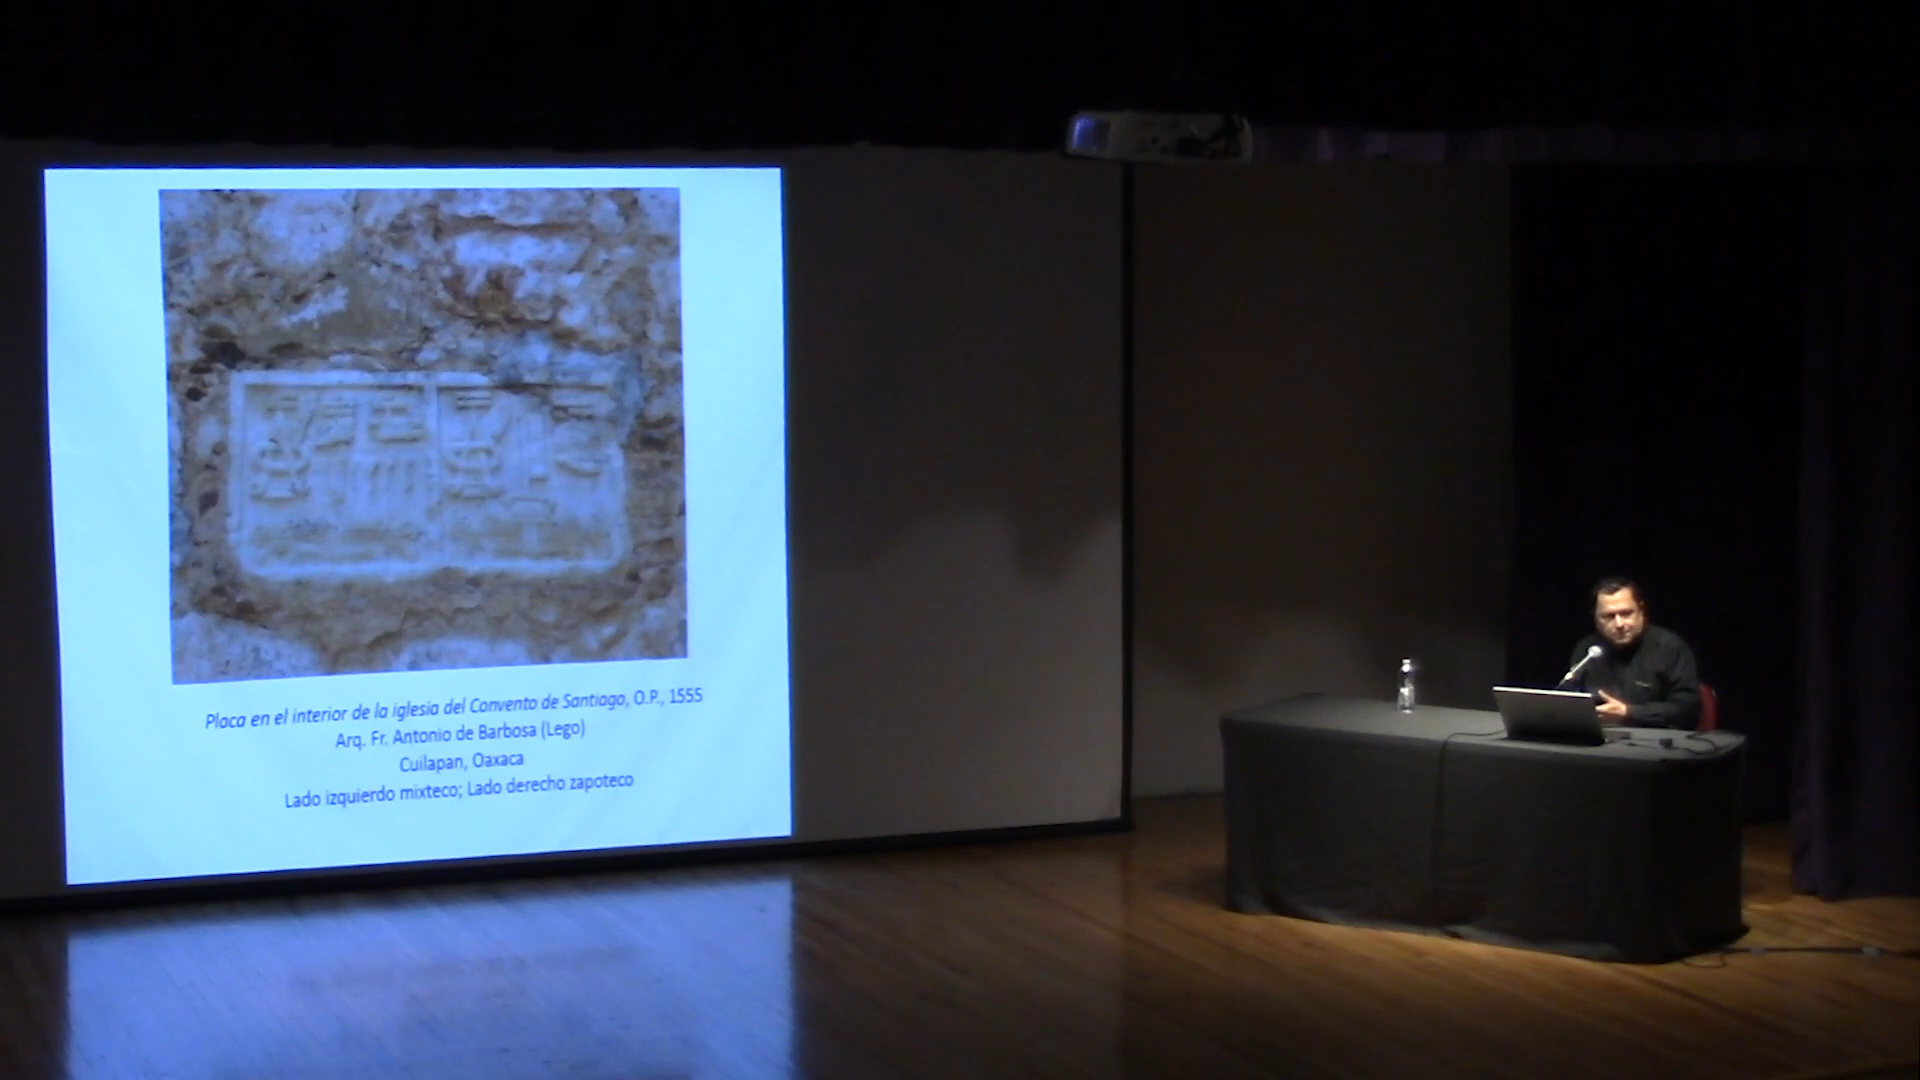 Placa en el interior de la iglesia del Convento de Santiago, O.P., 1555
Arq. Fr. Antonio de Barbosa (Lego)
Cuilapan, Oaxaca
Lado izquierdo mixteco; Lado derecho zapoteco